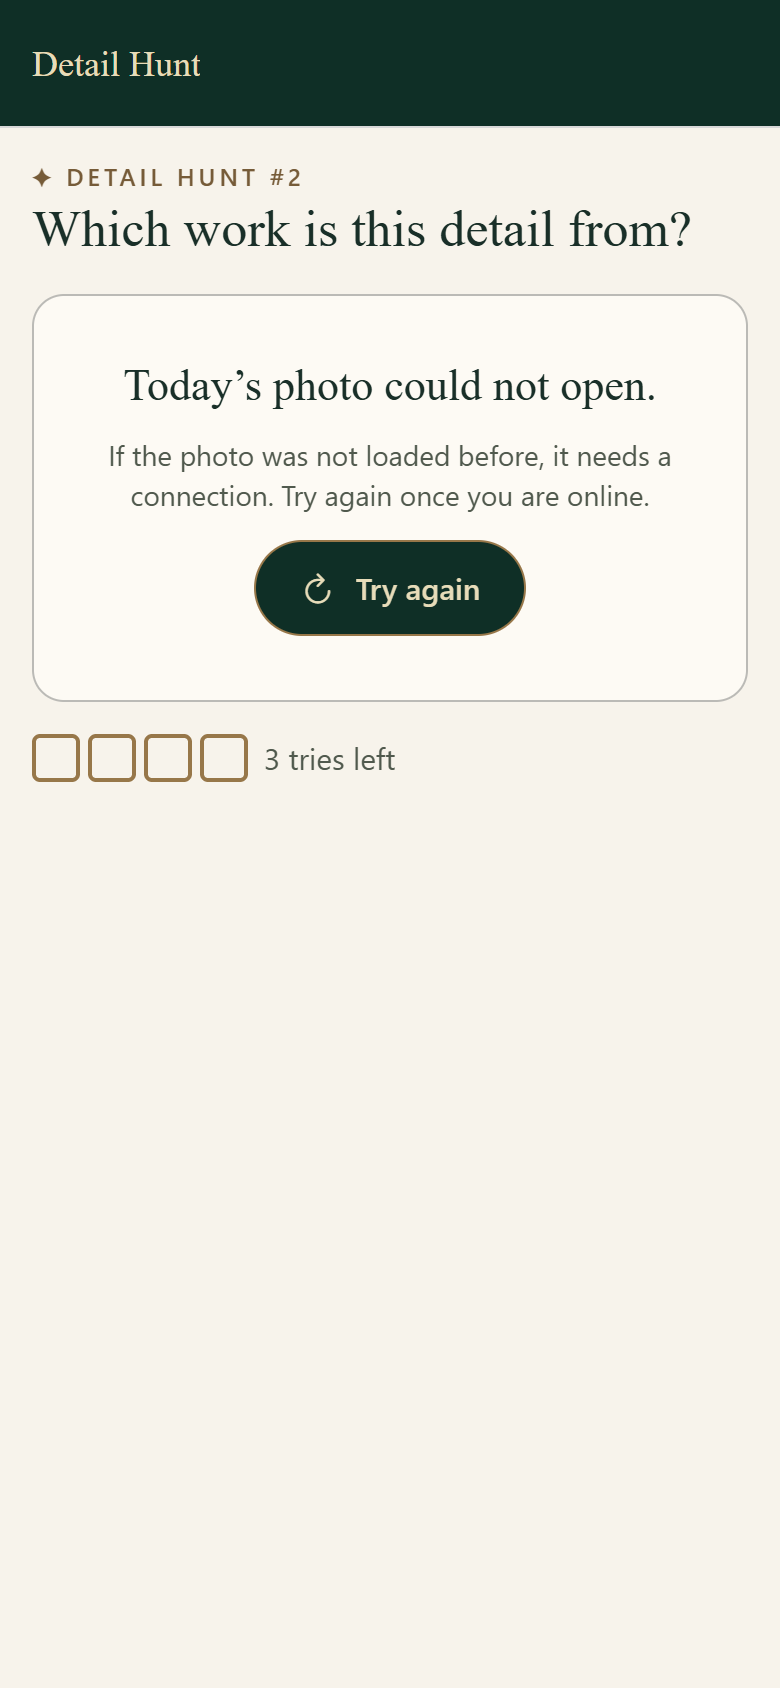 Detail Hunt
✦ DETAIL HUNT #2
Which work is this detail from?
Today’s photo could not open.
If the photo was not loaded before, it needs a
connection. Try again once you are online.
Try again
3 tries left